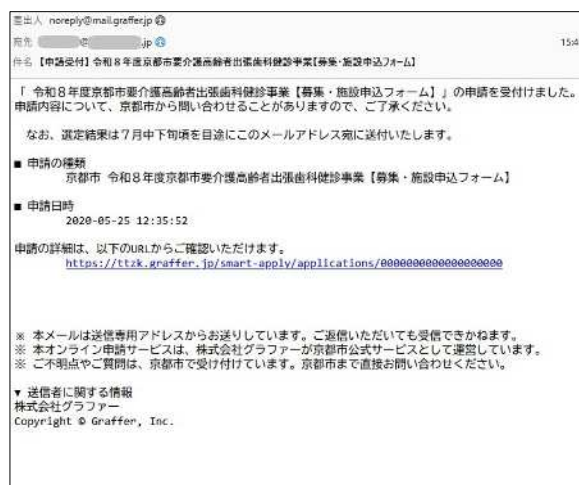 差出人 noreply@mail.graffer.jp
宛先 .jp
件名 【申請受付】令和８年度京都市要介護高齢者出張歯科健診事業【募集・施設申込フォーム】
「 令和８年度京都市要介護高齢者出張歯科健診事業【募集・施設申込フォーム】」の申請を受付けました。
申請内容について、京都市から問い合わせることがありますので、ご了承ください。
なお、選定結果は７月中下旬頃を目途にこのメールアドレス宛に送付いたします。
■ 申請の種類
京都市 令和８年度京都市要介護高齢者出張歯科健診事業【募集・施設申込フォーム】
■ 申請日時
2020-05-25 12:35:52
申請の詳細は、以下のURLからご確認いただけます。
https://ttzk.graffer.jp/smart-apply/applications/0000000000000000000
※ 本メールは送信専用アドレスからお送りしています。ご返信いただいても受信できかねます。
※ 本オンライン申請サービスは、株式会社グラファーが京都市公式サービスとして運営しています。
※ ご不明点やご質問は、京都市で受け付けています。京都市まで直接お問い合わせください。
▼ 送信者に関する情報
株式会社グラファー
Copyright © Graffer, Inc.